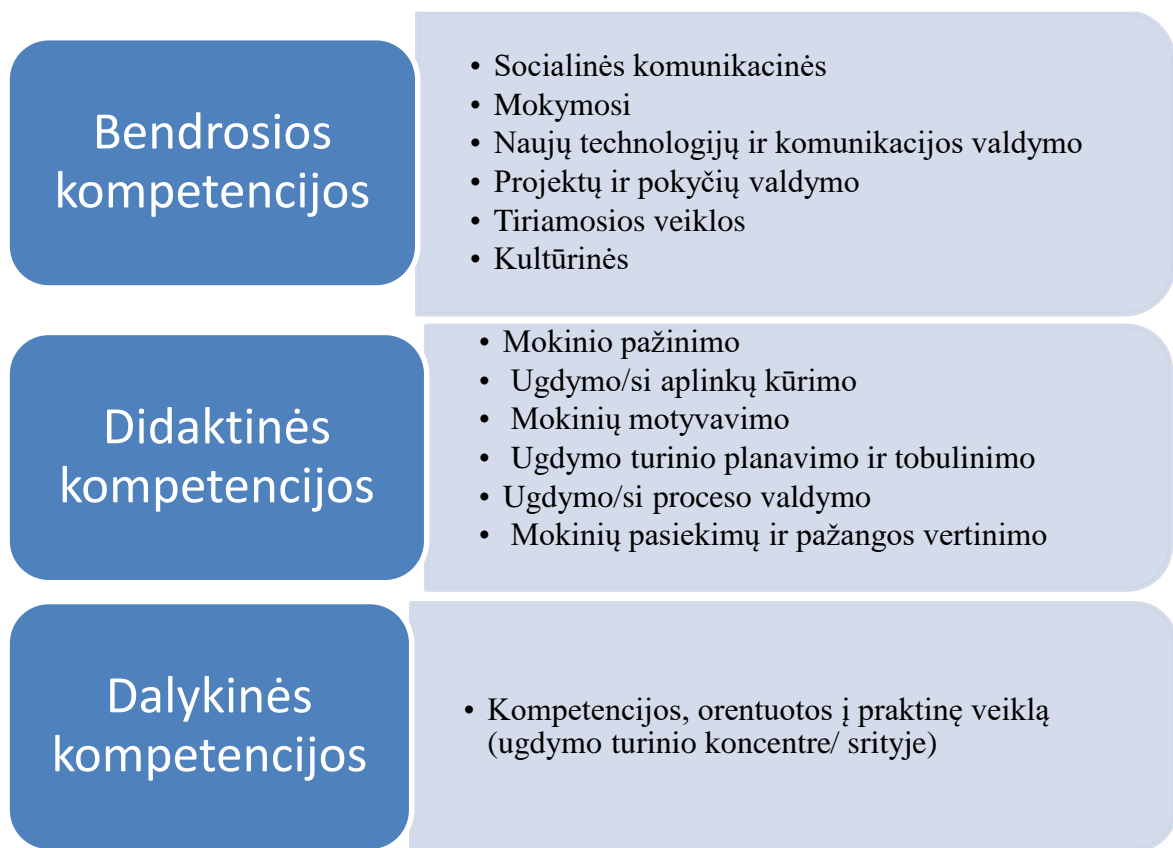 Bendrosios
kompetencijos
• Socialinės komunikacinės
• Mokymosi
• Naujų technologijų ir komunikacijos valdymo
• Projektų ir pokyčių valdymo
• Tiriamosios veiklos
• Kultūrinės
Didaktinės
kompetencijos
• Mokinio pažinimo
• Ugdymo/si aplinkų kūrimo
• Mokinių motyvavimo
• Ugdymo turinio planavimo ir tobulinimo
• Ugdymo/si proceso valdymo
• Mokinių pasiekimų ir pažangos vertinimo
Dalykinės
kompetencijos
• Kompetencijos, orentuotos į praktinę veiklą
(ugdymo turinio koncentre/ srityje)